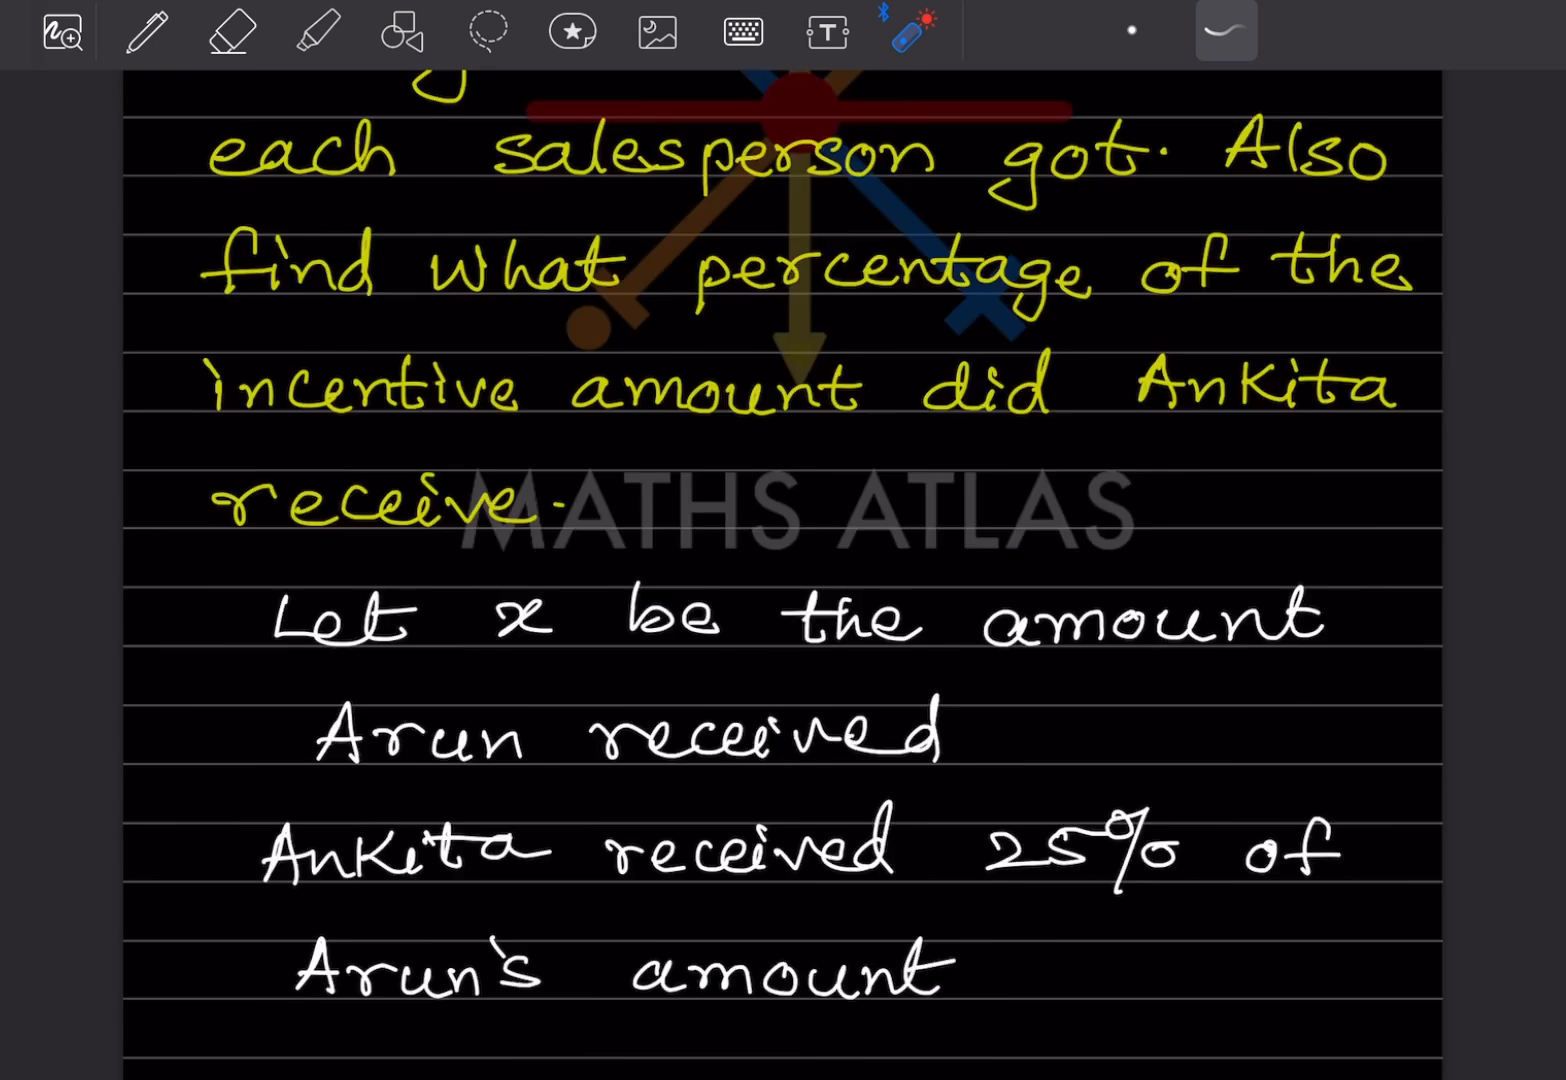 each salesperson got. Also
find what percentage of the
incentive amount did Ankita
receive.
MATHS ATLAS
Let x be the amount
Arun received
Ankita received 25% of
Arun's amount